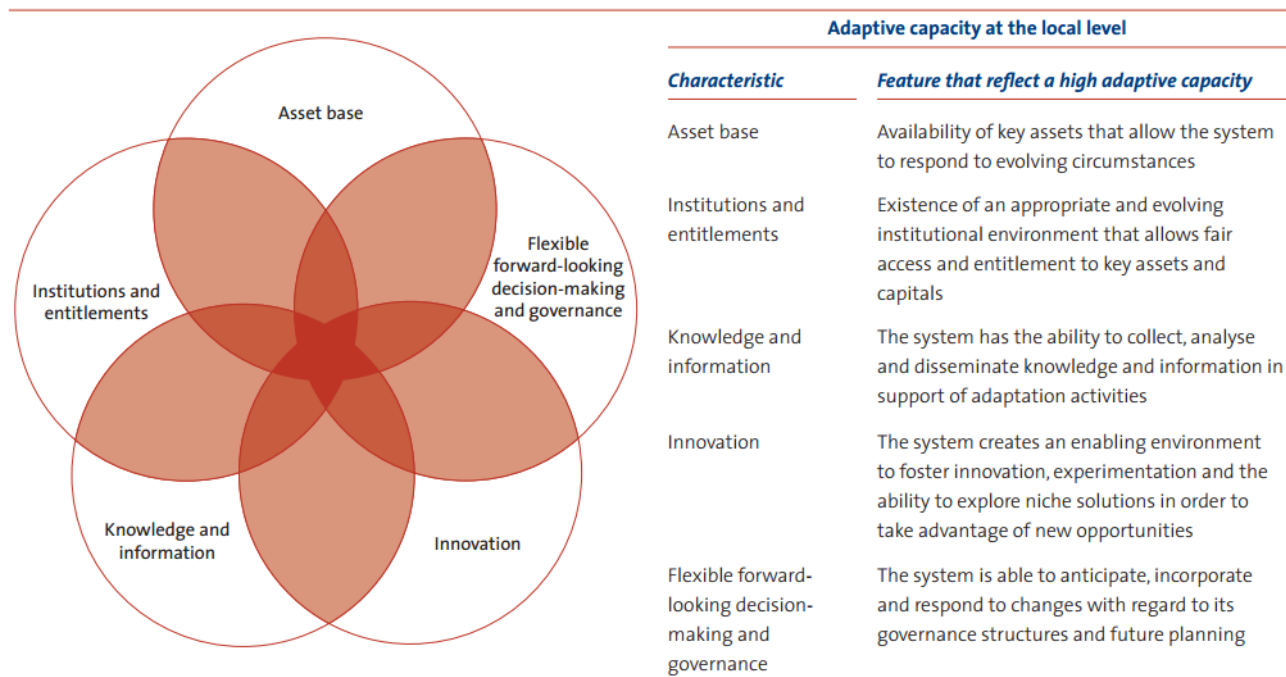 Asset base
Institutions and
entitlements
Flexible
forward-looking
decision-making
and governance
Knowledge and
information
Innovation
Adaptive capacity at the local level
Characteristic
Feature that reflect a high adaptive capacity
Asset base
Availability of key assets that allow the system
to respond to evolving circumstances
Institutions and
entitlements
Existence of an appropriate and evolving
institutional environment that allows fair
access and entitlement to key assets and
capitals
Knowledge and
information
The system has the ability to collect, analyse
and disseminate knowledge and information in
support of adaptation activities
Innovation
The system creates an enabling environment
to foster innovation, experimentation and the
ability to explore niche solutions in order to
take advantage of new opportunities
Flexible forward-
looking decision-
making and
governance
The system is able to anticipate, incorporate
and respond to changes with regard to its
governance structures and future planning